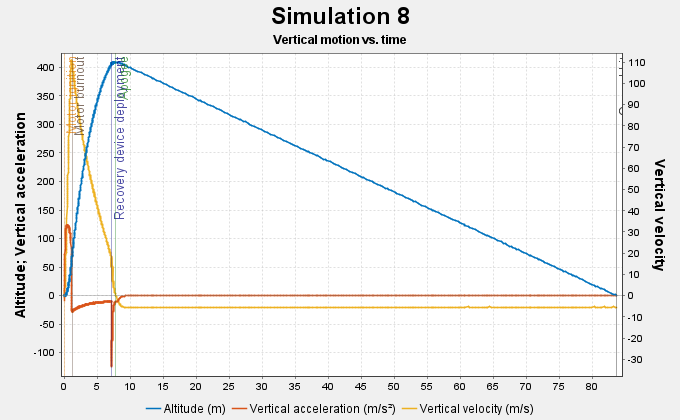 Simulation 8
Vertical motion vs. time
Altitude; Vertical acceleration
400
350
300
250
200
150
100
50
0
-50
-100
Motor ignition
Motor burnout
Recovery device deployment
Apogee
110
100
90
80
70
60
50
40
30
20
10
0
-10
-20
-30
Vertical velocity
0 5 10 15 20 25 30 35 40 45 50 55 60 65 70 75 80
Altitude (m) Vertical acceleration (m/s²) Vertical velocity (m/s)